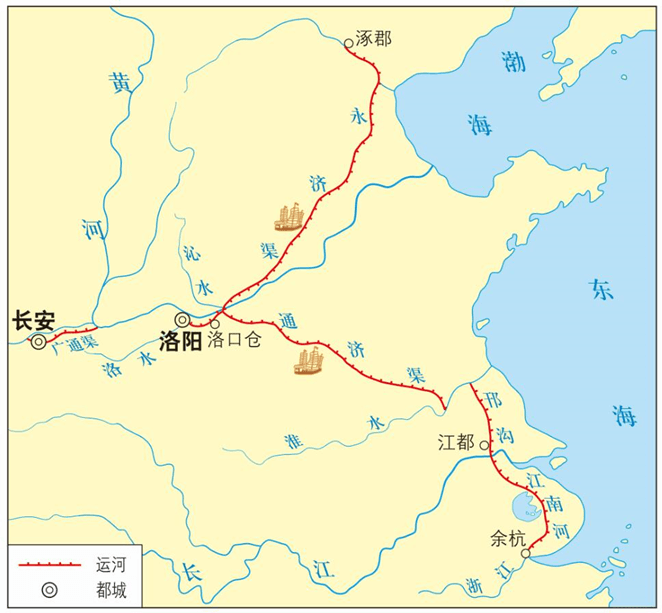 涿郡
渤海
黄河
永济渠
沁水
东海
长安
广通渠
洛阳
洛口仓
洛水
通济渠
淮水
邗沟
江都
江南河
余杭
长江
浙江
运河
都城